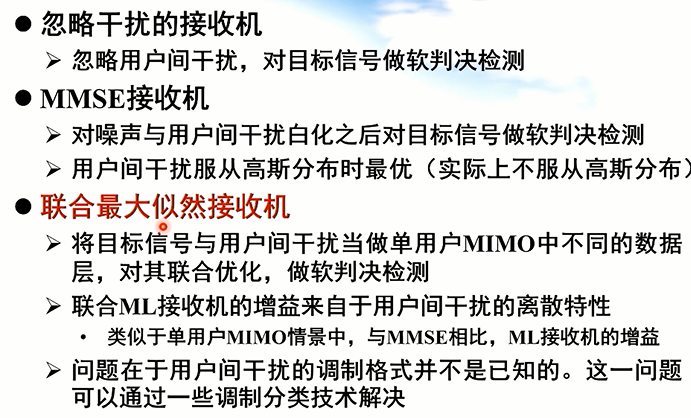 ● 忽略干扰的接收机
➢ 忽略用户间干扰，对目标信号做软判决检测
● MMSE接收机
➢ 对噪声与用户间干扰白化之后对目标信号做软判决检测
➢ 用户间干扰服从高斯分布时最优（实际上不服从高斯分布）
● 联合最大似然接收机
➢ 将目标信号与用户间干扰当做单用户MIMO中不同的数据
层，对其联合优化，做软判决检测
➢ 联合ML接收机的增益来自于用户间干扰的离散特性
• 类似于单用户MIMO情景中，与MMSE相比，ML接收机的增益
➢ 问题在于用户间干扰的调制格式并不是已知的。这一问题
可以通过一些调制分类技术解决